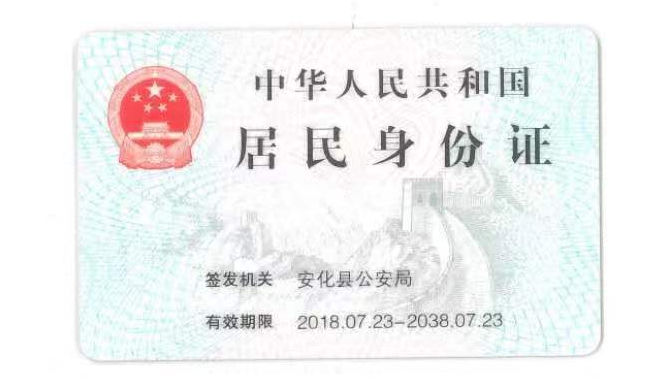 中华人民共和国
居民身份证
签发机关 安化县公安局
有效期限 2018.07.23-2038.07.23